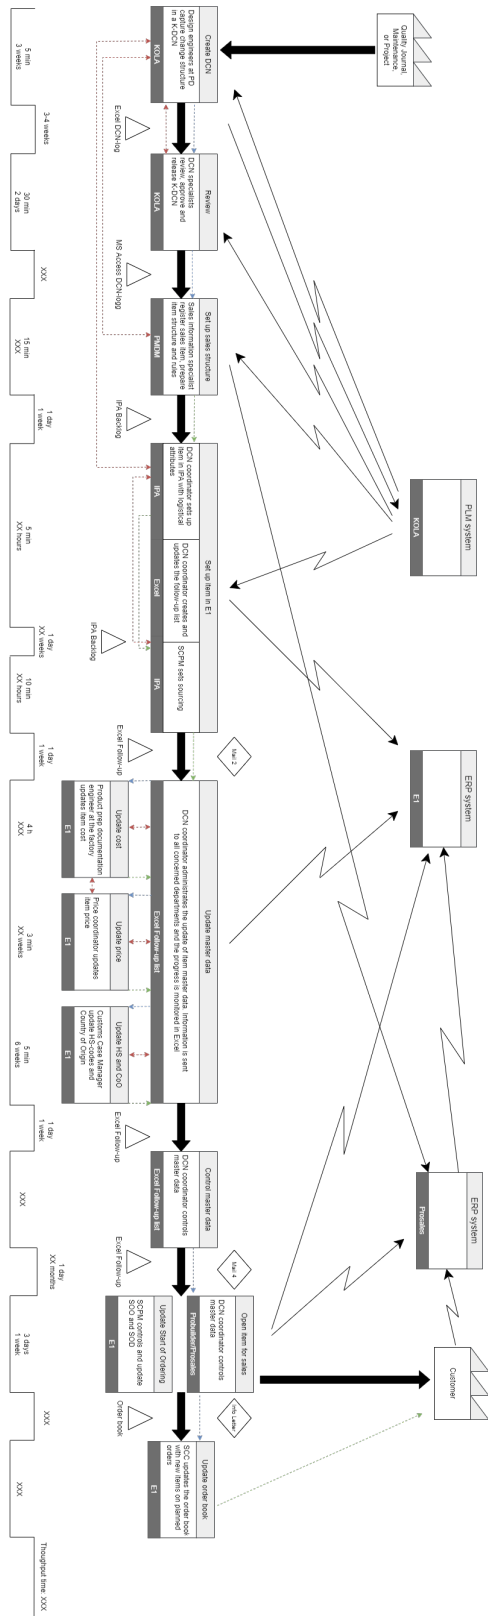 Quality Journal,
Maintenance,
or Project
PLM system
KOLA
ERP system
E1
ERP system
Prosales
Customer
Create DCN
Design engineers at PD
capture change structure
in a K-DCN
KOLA
Excel DCN-log
Review
DCN specialists
review, approve and
release K-DCN
KOLA
MS Access DCN-logg
Set up sales structure
Sales information specialist
register sales item, prepare
item structure and rules
PMDM
IPA Backlog
Set up item in E1
DCN coordinator sets up
item in IPA with logistical
attributes
IPA
DCN coordinator creates and
updates the follow-up list
Excel
SCPM sets sourcing
IPA
IPA Backlog
Mail 2
Excel Follow-up
Update master data
DCN coordinator administrates the update of item master data. Information is sent
to all concerned departments and the progress is monitored in Excel
Excel Follow-up list
Update cost
Product prep documentation
engineer at the factory
updates item cost
E1
Update price
Price coordinator updates
item price
E1
Update HS and CoO
Customs Case Manager
update HS-codes and
Country of Origin
E1
Excel Follow-up
Control master data
DCN coordinator controls
master data
Excel Follow-up list
Mail 4
Excel Follow-up
Open item for sales
DCN coordinator controls
master data
Probuilder/Prosales
Update Start of Ordering
SCPM controls and update
SOO and SOD
E1
Info Letter
Order book
Update order book
SCC updates the order book
with new items on planned
orders
E1
5 min
3 weeks
3-4 weeks
30 min
2 days
XXX
15 min
XXX
1 day
1 week
5 min
XX hours
1 day
XX weeks
10 min
XX hours
1 day
1 week
4 h
XXX
3 min
XX weeks
5 min
6 weeks
1 day
1 week
XXX
1 day
XX months
3 days
1 week
XXX
XXX
Thoughput time: XXX